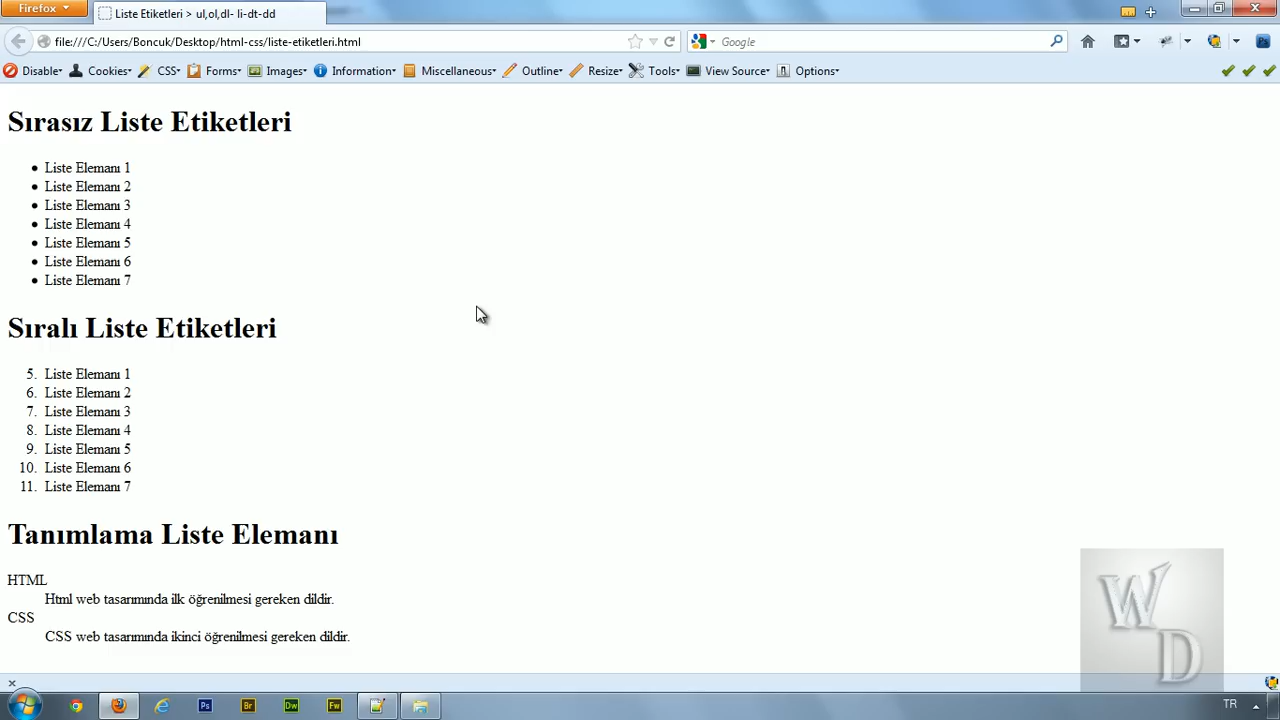 Firefox
Liste Etiketleri > ul,ol,dl- li-dt-dd
file:///C:/Users/Boncuk/Desktop/html-css/liste-etiketleri.html
Google
Disable Cookies CSS Forms Images Information Miscellaneous Outline Resize Tools View Source Options
Sırasız Liste Etiketleri
• Liste Elemanı 1
• Liste Elemanı 2
• Liste Elemanı 3
• Liste Elemanı 4
• Liste Elemanı 5
• Liste Elemanı 6
• Liste Elemanı 7
Sıralı Liste Etiketleri
5. Liste Elemanı 1
6. Liste Elemanı 2
7. Liste Elemanı 3
8. Liste Elemanı 4
9. Liste Elemanı 5
10. Liste Elemanı 6
11. Liste Elemanı 7
Tanımlama Liste Elemanı
HTML
Html web tasarımında ilk öğrenilmesi gereken dildir.
CSS
CSS web tasarımında ikinci öğrenilmesi gereken dildir.
WD
Ps Br Dw Fw
TR